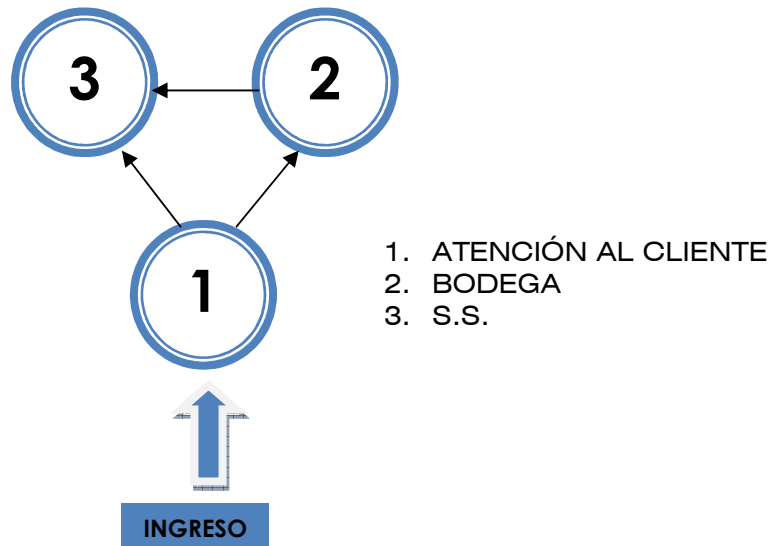 3
2
1
1. ATENCIÓN AL CLIENTE
2. BODEGA
3. S.S.
INGRESO